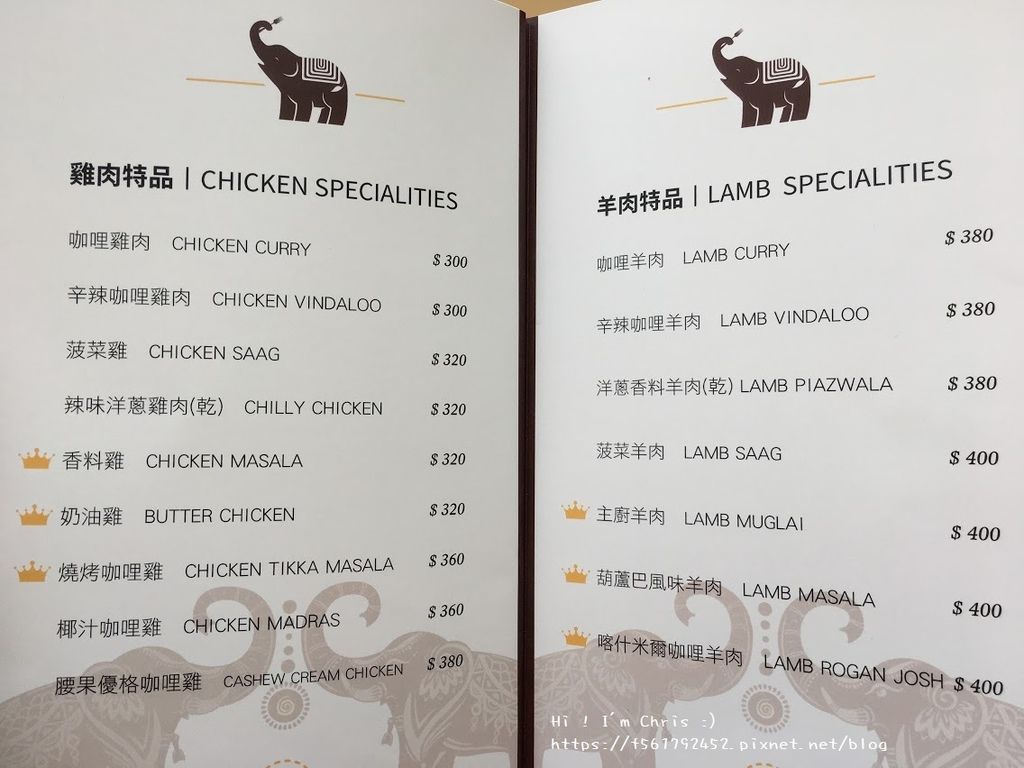 雞肉特品 | CHICKEN SPECIALITIES
咖哩雞肉 CHICKEN CURRY $ 300
辛辣咖哩雞肉 CHICKEN VINDALOO $ 300
菠菜雞 CHICKEN SAAG $ 320
辣味洋蔥雞肉(乾) CHILLY CHICKEN $ 320
香料雞 CHICKEN MASALA $ 320
奶油雞 BUTTER CHICKEN $ 320
燒烤咖哩雞 CHICKEN TIKKA MASALA $ 360
椰汁咖哩雞 CHICKEN MADRAS $ 360
腰果優格咖哩雞 CASHEW CREAM CHICKEN $ 380
羊肉特品 | LAMB SPECIALITIES
咖哩羊肉 LAMB CURRY $ 380
辛辣咖哩羊肉 LAMB VINDALOO $ 380
洋蔥香料羊肉(乾) LAMB PIAZWALA $ 380
菠菜羊肉 LAMB SAAG $ 400
主廚羊肉 LAMB MUGLAI $ 400
葫蘆巴風味羊肉 LAMB MASALA $ 400
喀什米爾咖哩羊肉 LAMB ROGAN JOSH $ 400
Hi ! I'm Chris :)
https://f561792452.pixnet.net/blog